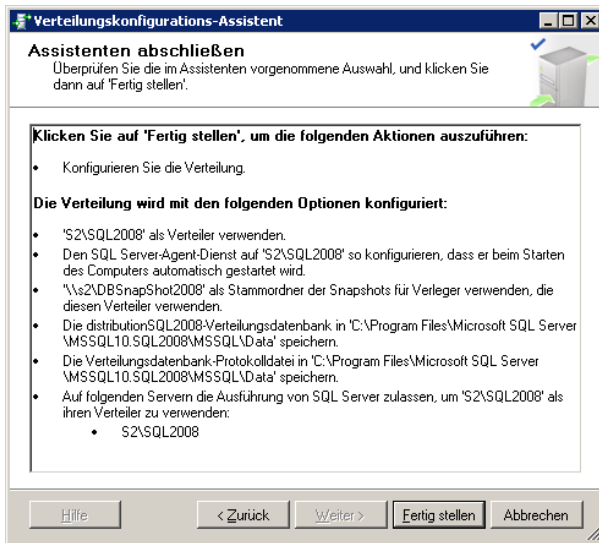 Verteilungskonfigurations-Assistent
Assistenten abschließen
Überprüfen Sie die im Assistenten vorgenommene Auswahl, und klicken Sie
dann auf 'Fertig stellen'.
Klicken Sie auf 'Fertig stellen', um die folgenden Aktionen auszuführen:
• Konfigurieren Sie die Verteilung.
Die Verteilung wird mit den folgenden Optionen konfiguriert:
• 'S2\SQL2008' als Verteiler verwenden.
• Den SQL Server-Agent-Dienst auf 'S2\SQL2008' so konfigurieren, dass er beim Starten
des Computers automatisch gestartet wird.
• '\\s2\DBSnapShot2008' als Stammordner der Snapshots für Verleger verwenden, die
diesen Verteiler verwenden.
• Die distributionSQL2008-Verteilungsdatenbank in 'C:\Program Files\Microsoft SQL Server
\MSSQL10.SQL2008\MSSQL\Data' speichern.
• Die Verteilungsdatenbank-Protokolldatei in 'C:\Program Files\Microsoft SQL Server
\MSSQL10.SQL2008\MSSQL\Data' speichern.
• Auf folgenden Servern die Ausführung von SQL Server zulassen, um 'S2\SQL2008' als
ihren Verteiler zu verwenden:
• S2\SQL2008
Hilfe
< Zurück
Weiter >
Fertig stellen
Abbrechen